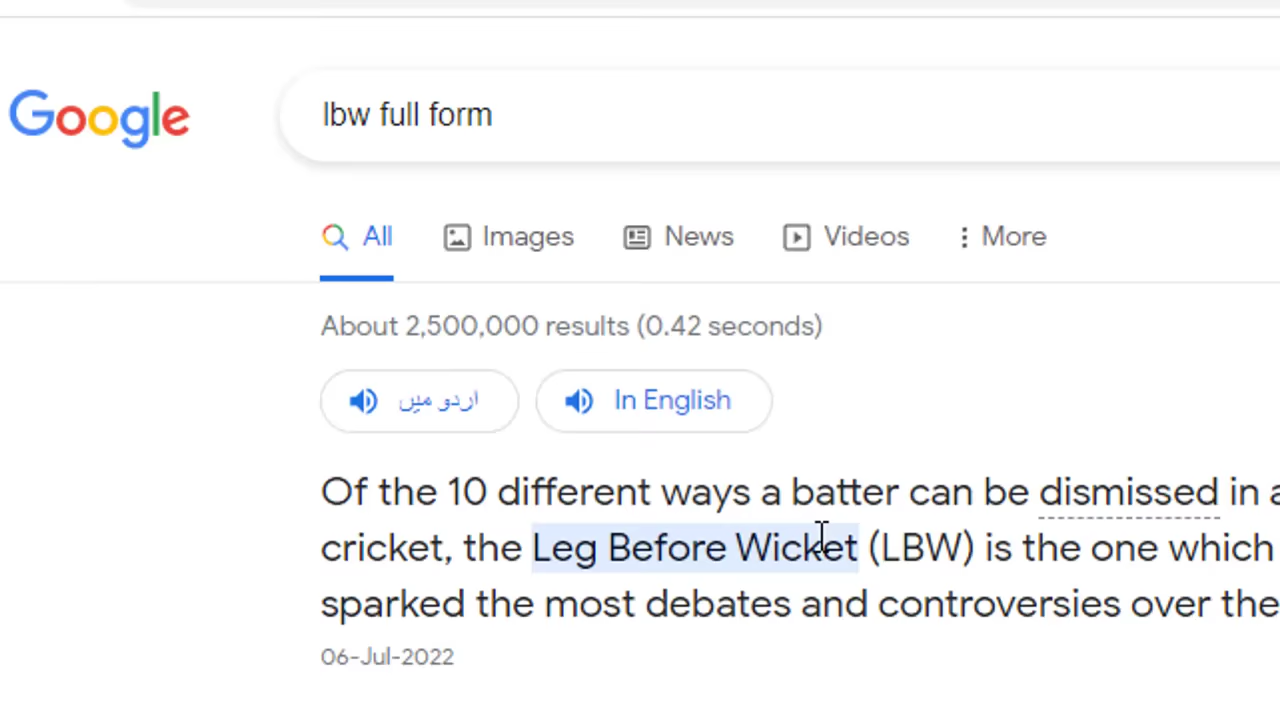 Google
lbw full form
All Images News Videos More
About 2,500,000 results (0.42 seconds)
اردو میں In English
Of the 10 different ways a batter can be dismissed in
cricket, the Leg Before Wicket (LBW) is the one which
sparked the most debates and controversies over the
06-Jul-2022